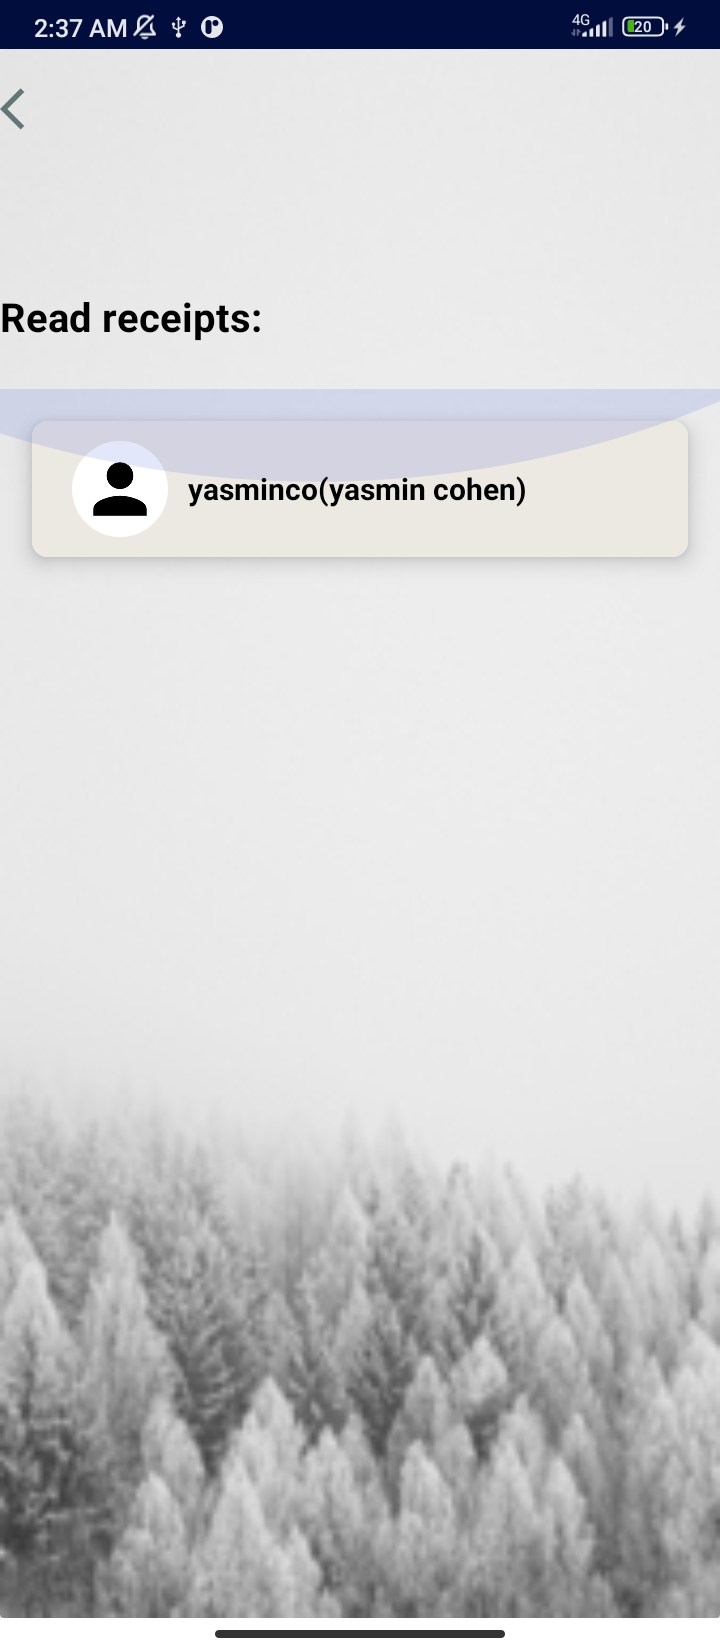 2:37 AM 4G 20
Read receipts:
yasminco(yasmin cohen)